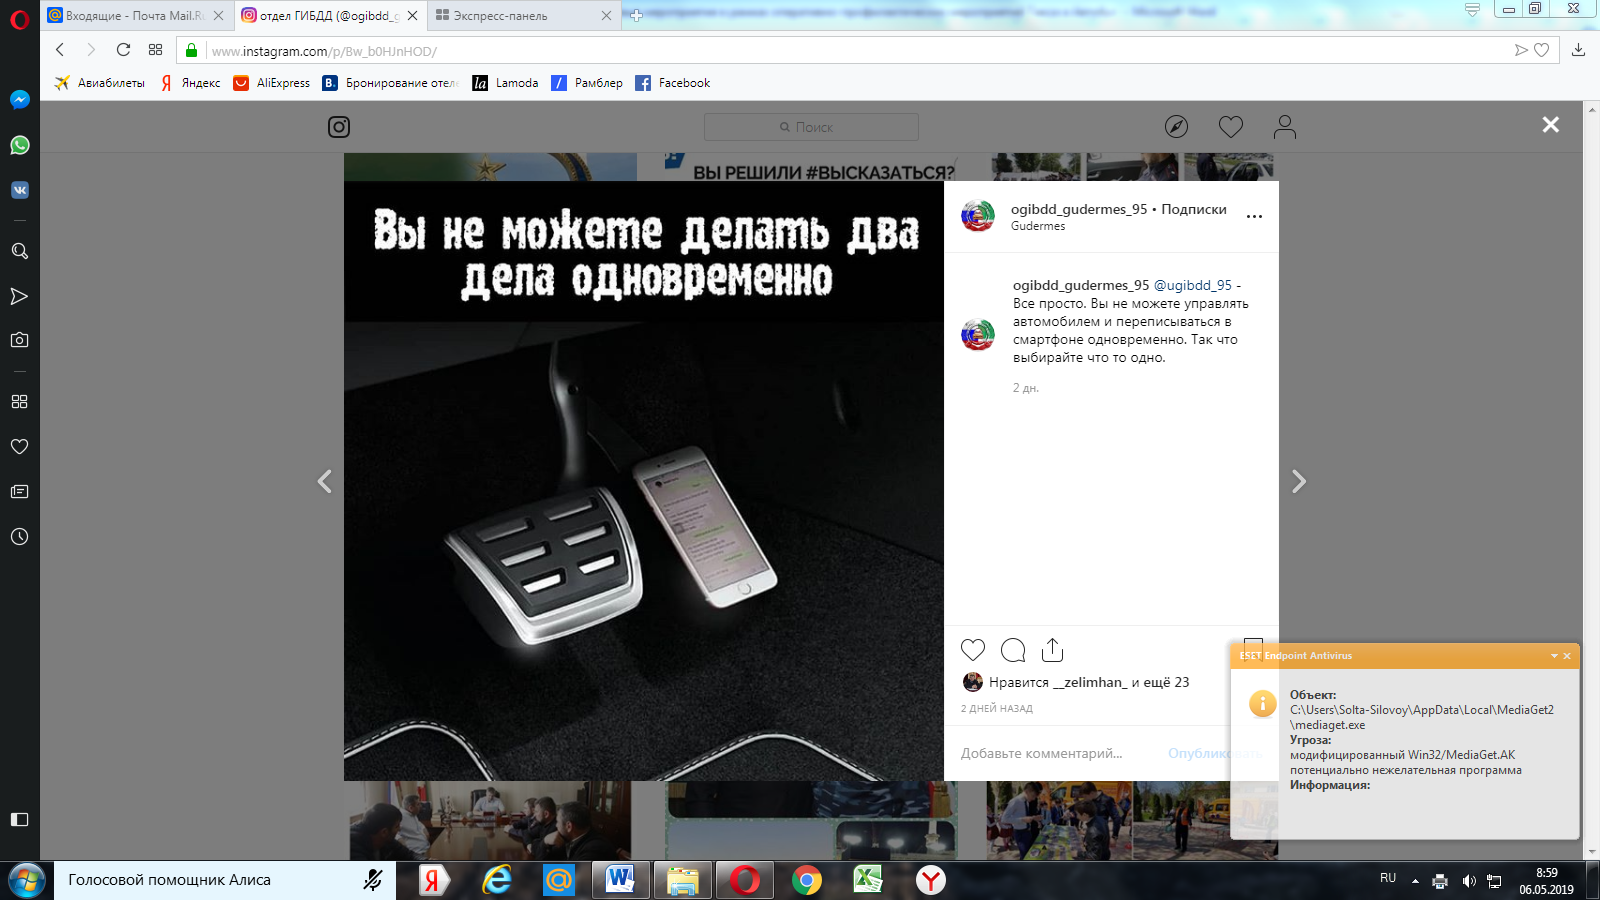 Входящие - Почта Mail.Ru
отдел ГИБДД (@ogibdd_g
Экспресс-панель
www.instagram.com/p/Bw_b0HJnHOD/
Авиабилеты
Яндекс
AliExpress
Бронирование отеле
Lamoda
Рамблер
Facebook
Поиск
ВЫ РЕШИЛИ #ВЫСКАЗАТЬСЯ?
Вы не можете делать два
дела одновременно
ogibdd_gudermes_95 • Подписки
Gudermes
ogibdd_gudermes_95 @ugibdd_95 -
Все просто. Вы не можете управлять
автомобилем и переписываться в
смартфоне одновременно. Так что
выбирайте что то одно.
2 дн.
Нравится __zelimhan_ и ещё 23
2 ДНЕЙ НАЗАД
Добавьте комментарий...
Опубликовать
ESET Endpoint Antivirus
Объект:
C:\Users\Solta-Silovoy\AppData\Local\MediaGet2
\mediaget.exe
Угроза:
модифицированный Win32/MediaGet.AK
потенциально нежелательная программа
Информация:
Голосовой помощник Алиса
RU
8:59
06.05.2019